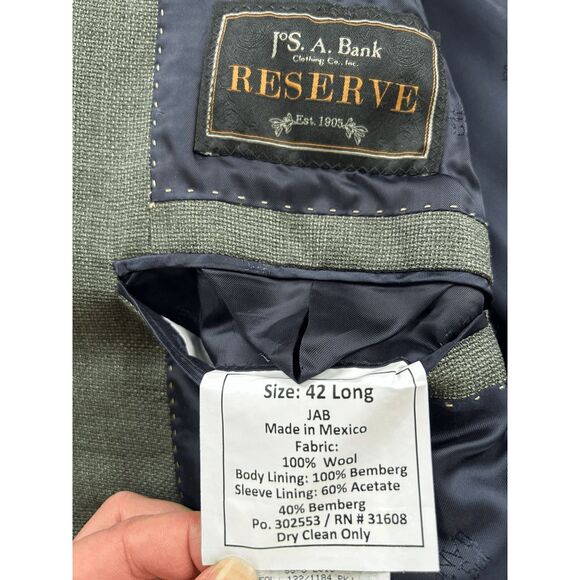 JoS. A. Bank
Clothing Co., Inc.
RESERVE
Est. 1905
Size: 42 Long
JAB
Made in Mexico
Fabric:
100% Wool
Body Lining: 100% Bemberg
Sleeve Lining: 60% Acetate
40% Bemberg
Po. 302553 / RN # 31608
Dry Clean Only